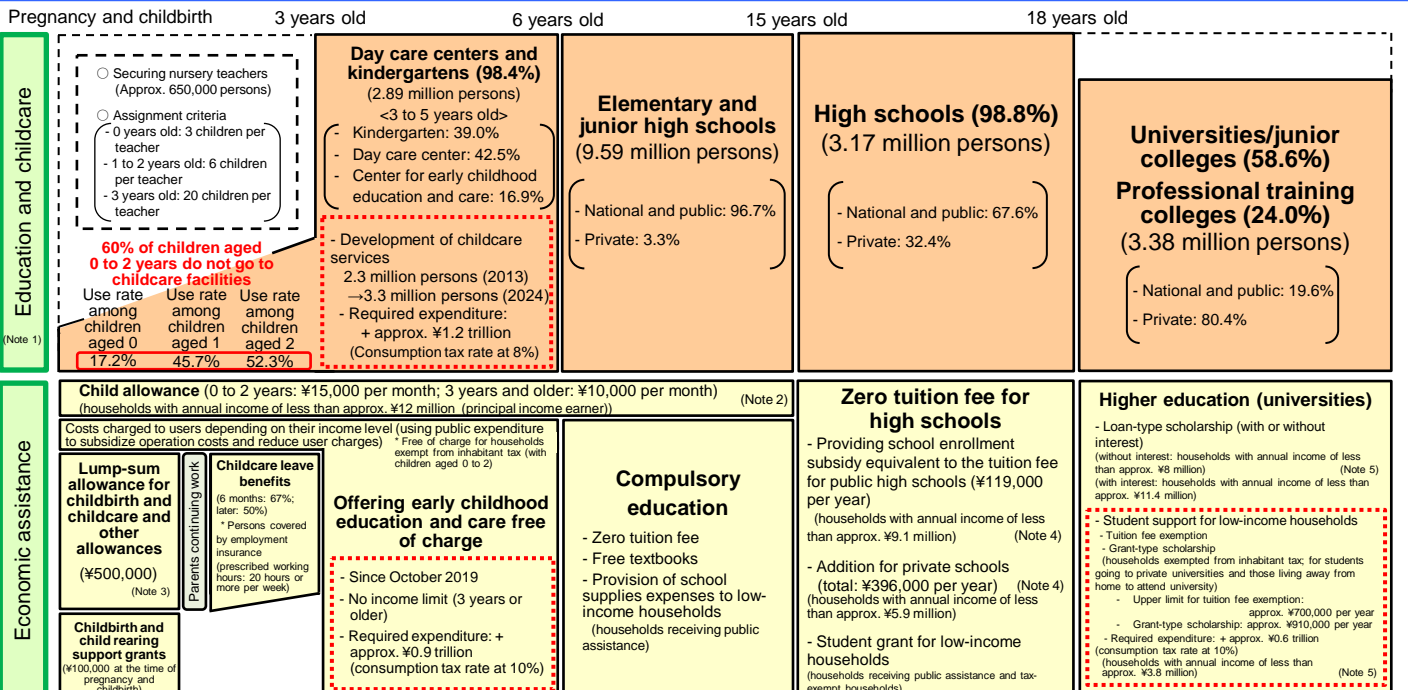 Pregnancy and childbirth
3 years old
6 years old
15 years old
18 years old
Education and childcare
(Note 1)
○ Securing nursery teachers
(Approx. 650,000 persons)
○ Assignment criteria
- 0 years old: 3 children per
teacher
- 1 to 2 years old: 6 children
per teacher
- 3 years old: 20 children per
teacher
60% of children aged
0 to 2 years do not go to
childcare facilities
Use rate
among
children
aged 0
17.2%
Use rate
among
children
aged 1
45.7%
Use rate
among
children
aged 2
52.3%
Day care centers and
kindergartens (98.4%)
(2.89 million persons)
<3 to 5 years old>
- Kindergarten: 39.0%
- Day care center: 42.5%
- Center for early childhood
education and care: 16.9%
- Development of childcare
services
2.3 million persons (2013)
→3.3 million persons (2024)
- Required expenditure:
+ approx. ¥1.2 trillion
(Consumption tax rate at 8%)
Elementary and
junior high schools
(9.59 million persons)
- National and public: 96.7%
- Private: 3.3%
High schools (98.8%)
(3.17 million persons)
- National and public: 67.6%
- Private: 32.4%
Universities/junior
colleges (58.6%)
Professional training
colleges (24.0%)
(3.38 million persons)
- National and public: 19.6%
- Private: 80.4%
Economic assistance
Child allowance (0 to 2 years: ¥15,000 per month; 3 years and older: ¥10,000 per month)
(households with annual income of less than approx. ¥12 million (principal income earner))
(Note 2)
Costs charged to users depending on their income level (using public expenditure
to subsidize operation costs and reduce user charges)
* Free of charge for households
exempt from inhabitant tax (with
children aged 0 to 2)
Lump-sum
allowance for
childbirth and
childcare and
other
allowances
(¥500,000)
(Note 3)
Parents continuing work
Childcare leave
benefits
(6 months: 67%;
later: 50%)
* Persons covered
by employment
insurance
(prescribed working
hours: 20 hours or
more per week)
Childbirth and
child rearing
support grants
(¥100,000 at the time of
pregnancy and
childbirth)
Offering early childhood
education and care free
of charge
- Since October 2019
- No income limit (3 years or
older)
- Required expenditure: +
approx. ¥0.9 trillion
(consumption tax rate at 10%)
Compulsory
education
- Zero tuition fee
- Free textbooks
- Provision of school
supplies expenses to low-
income households
(households receiving public
assistance)
Zero tuition fee for
high schools
- Providing school enrollment
subsidy equivalent to the tuition fee
for public high schools (¥119,000
per year)
(households with annual income of less
than approx. ¥9.1 million) (Note 4)
- Addition for private schools
(total: ¥396,000 per year) (Note 4)
(households with annual income of less
than approx. ¥5.9 million)
- Student grant for low-income
households
(households receiving public assistance and tax-
exempt households)
Higher education (universities)
- Loan-type scholarship (with or without
interest)
(without interest: households with annual income of less
than approx. ¥8 million) (Note 5)
(with interest: households with annual income of less than
approx. ¥11.4 million)
- Student support for low-income households
- Tuition fee exemption
- Grant-type scholarship
(households exempted from inhabitant tax; for students
going to private universities and those living away from
home to attend university)
- Upper limit for tuition fee exemption:
approx. ¥700,000 per year
- Grant-type scholarship: approx. ¥910,000 per year
- Required expenditure: + approx. ¥0.6 trillion
(consumption tax rate at 10%)
(households with annual income of less than
approx. ¥3.8 million) (Note 5)